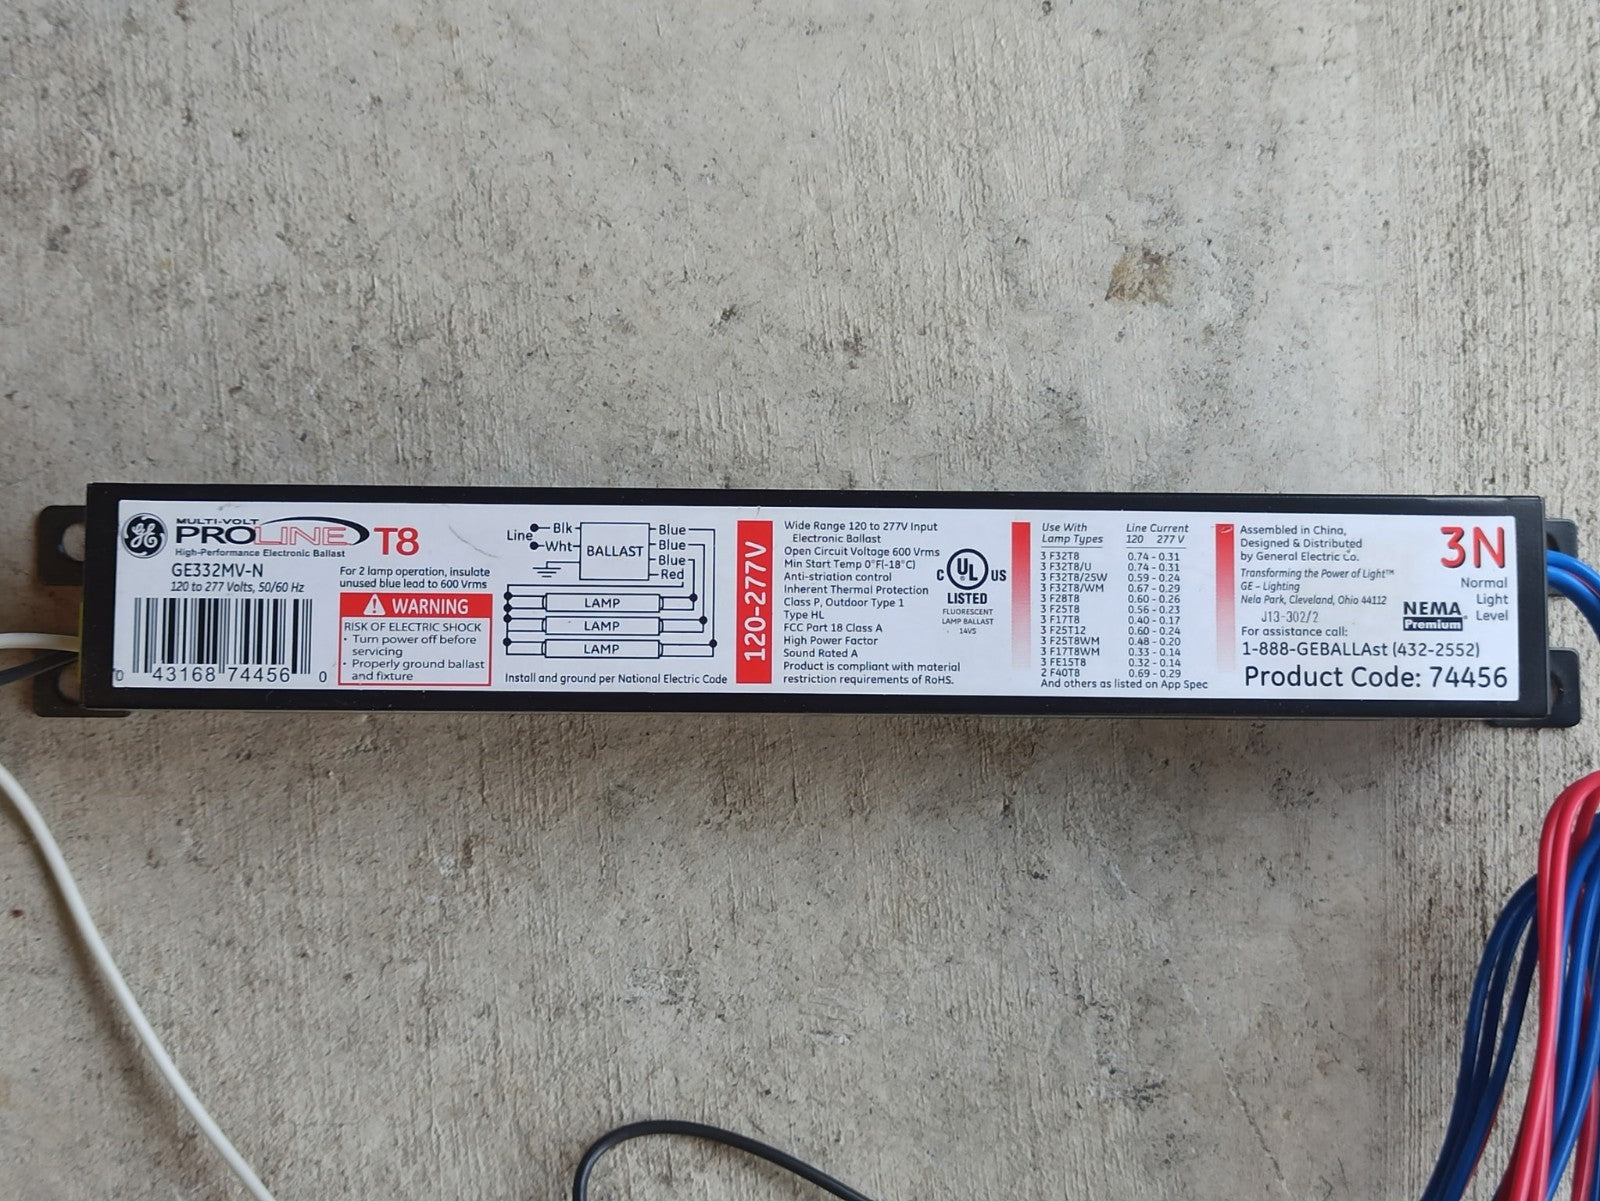 GE
MULTI-VOLT
PROLINE T8
High-Performance Electronic Ballast
GE332MV-N
120 to 277 Volts, 50/60 Hz
0 43168 74456 0
For 2 lamp operation, insulate
unused blue lead to 600 Vrms
WARNING
RISK OF ELECTRIC SHOCK
• Turn power off before
servicing
• Properly ground ballast
and fixture
Line
Blk
Wht
BALLAST
Blue
Blue
Blue
Red
LAMP
LAMP
LAMP
Install and ground per National Electric Code
120-277V
Wide Range 120 to 277V Input
Electronic Ballast
Open Circuit Voltage 600 Vrms
Min Start Temp 0°F(-18°C)
Anti-striation control
Inherent Thermal Protection
Class P, Outdoor Type 1
Type HL
FCC Part 18 Class A
High Power Factor
Sound Rated A
Product is compliant with material
restriction requirements of RoHS.
C UL US
LISTED
FLUORESCENT
LAMP BALLAST
14VS
Use With Line Current
Lamp Types 120 277 V
3 F32T8 0.74 - 0.31
3 F32T8/U 0.74 - 0.31
3 F32T8/25W 0.59 - 0.24
3 F32T8/WM 0.67 - 0.29
3 F28T8 0.60 - 0.26
3 F25T8 0.56 - 0.23
3 F17T8 0.40 - 0.17
3 F25T12 0.60 - 0.24
3 F25T8WM 0.48 - 0.20
3 F17T8WM 0.33 - 0.14
3 FE15T8 0.32 - 0.14
2 F40T8 0.69 - 0.29
And others as listed on App Spec
Assembled in China,
Designed & Distributed
by General Electric Co.
Transforming the Power of Light™
GE - Lighting
Nela Park, Cleveland, Ohio 44112
J13-302/2
For assistance call:
1-888-GEBALLAst (432-2552)
Product Code: 74456
3N
Normal
Light
Level
NEMA
Premium